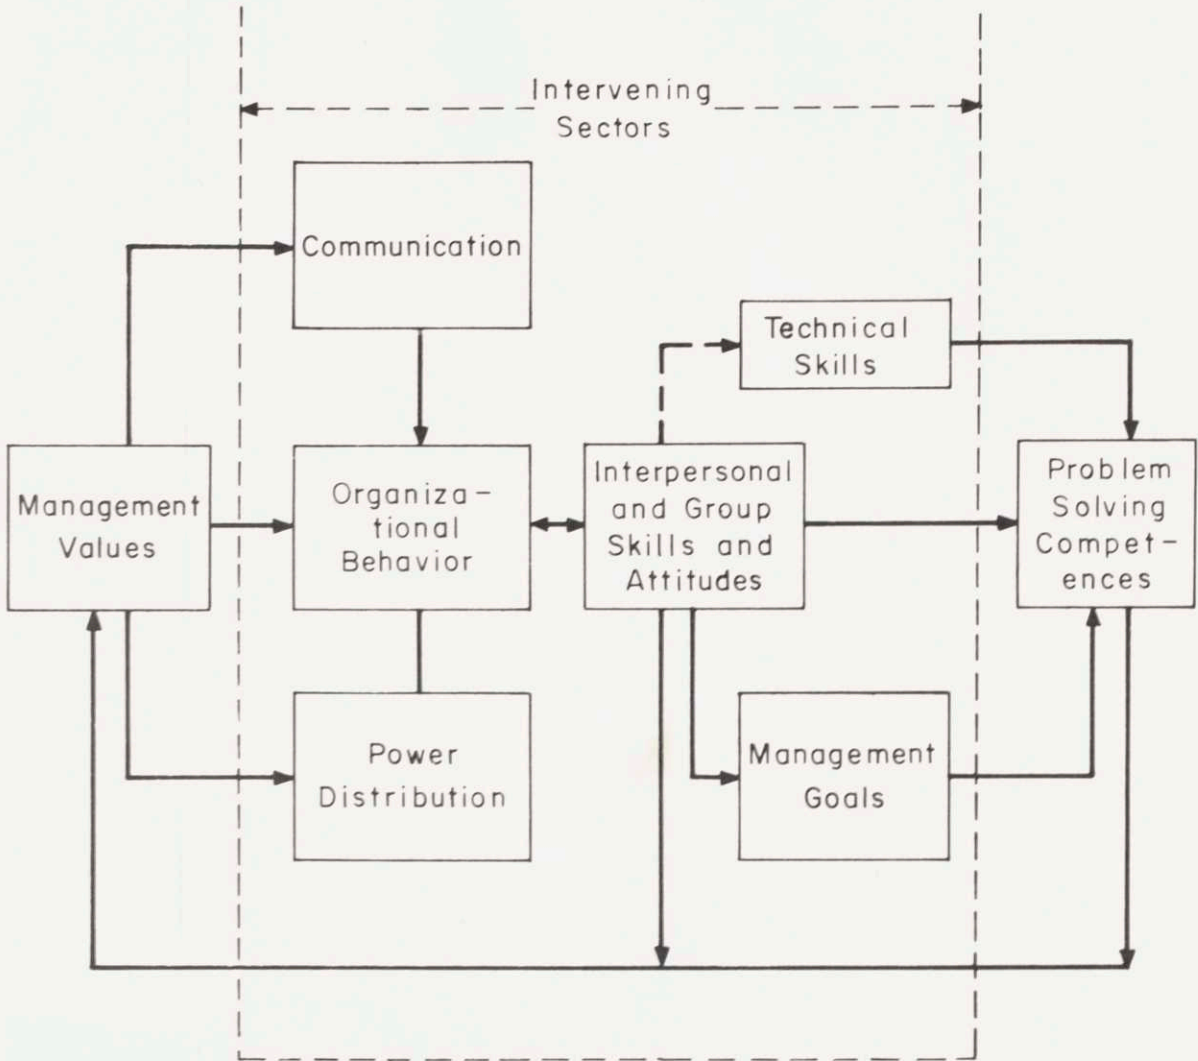 Intervening
Sectors
Communication
Technical
Skills
Management
Values
Organiza-
tional
Behavior
Interpersonal
and Group
Skills and
Attitudes
Problem
Solving
Compet-
ences
Power
Distribution
Management
Goals